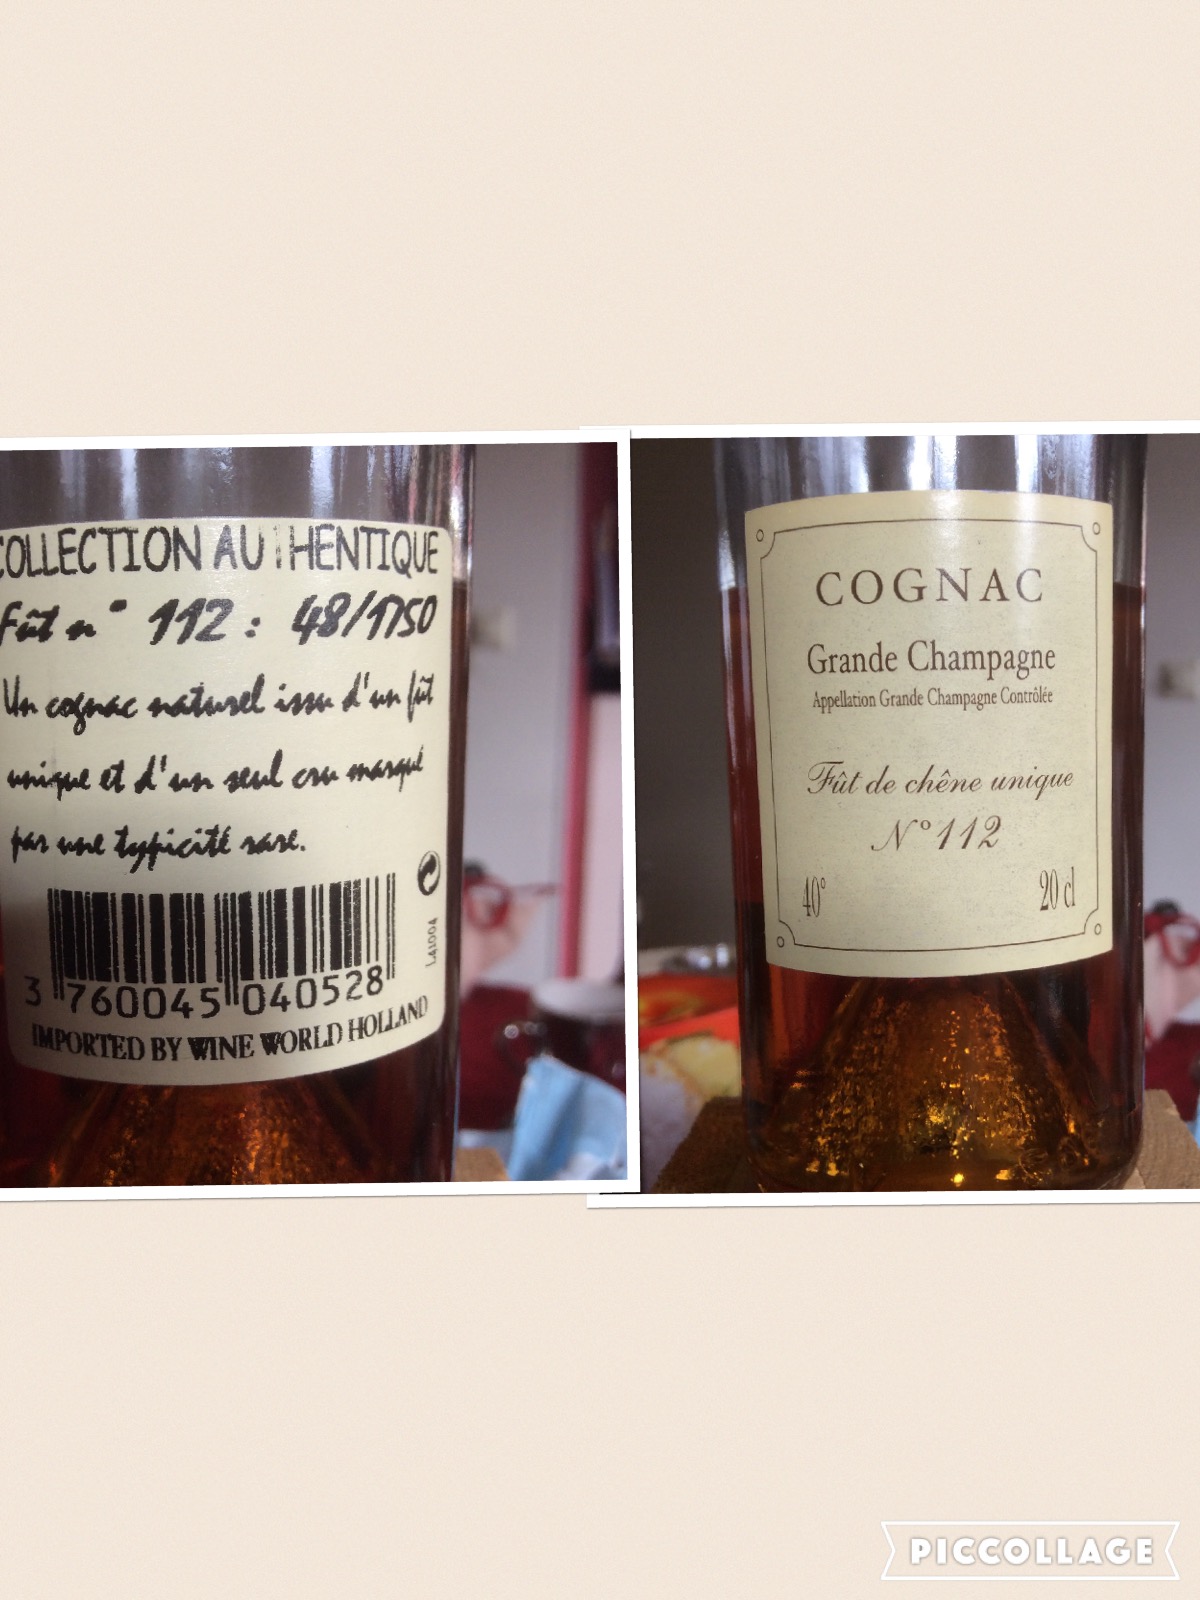 COLLECTION AUTHENTIQUE
Fût n° 112 : 48/1750
Un cognac naturel issu d'un fût
unique et d'un seul cru marqué
par une typicité rare.
L41004
3 760045 040528
IMPORTED BY WINE WORLD HOLLAND
COGNAC
Grande Champagne
Appellation Grande Champagne Contrôlée
Fût de chêne unique
N° 112
40°
20 cl
PICCOLLAGE